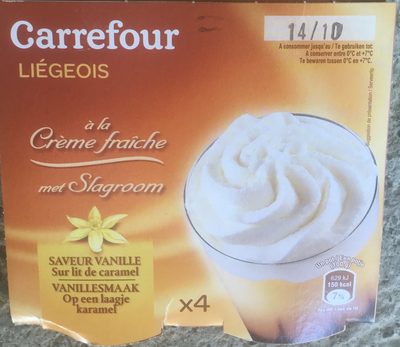 Carrefour
LIÉGEOIS
14/10
A consommer jusqu'au / Te gebruiken tot:
A conserver entre 0°C et +7°C
Te bewaren tussen 0°C en +7°C.
à la
Crème fraîche
met Slagroom
SAVEUR VANILLE
Sur lit de caramel
VANILLESMAAK
Op een laagje
karamel
x4
629 kJ
150 kcal
7%